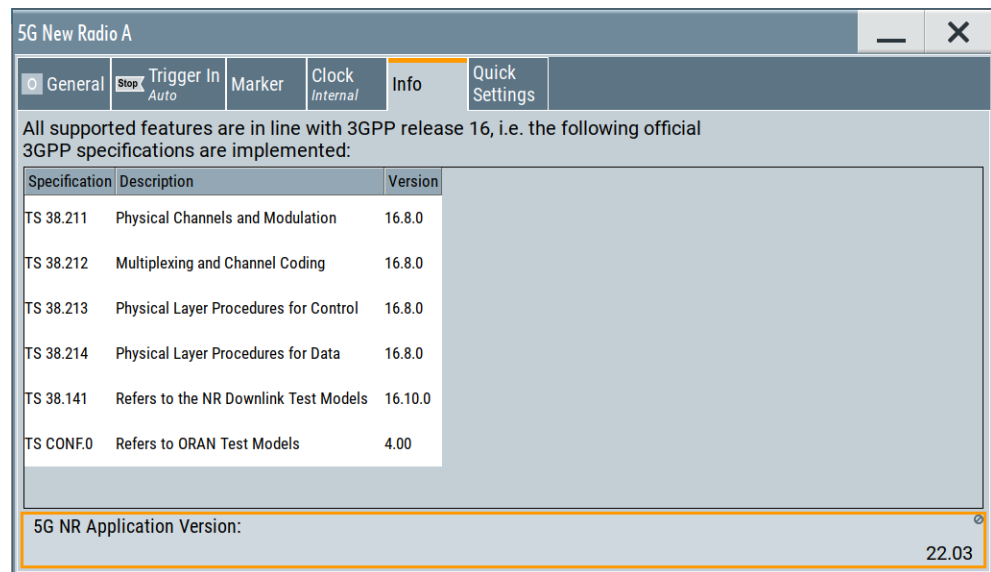 5G New Radio A
General
Stop Trigger In
Auto
Marker
Clock
Internal
Info
Quick
Settings
All supported features are in line with 3GPP release 16, i.e. the following official
3GPP specifications are implemented:
Specification Description Version
TS 38.211 Physical Channels and Modulation 16.8.0
TS 38.212 Multiplexing and Channel Coding 16.8.0
TS 38.213 Physical Layer Procedures for Control 16.8.0
TS 38.214 Physical Layer Procedures for Data 16.8.0
TS 38.141 Refers to the NR Downlink Test Models 16.10.0
TS CONF.0 Refers to ORAN Test Models 4.00
5G NR Application Version:
22.03